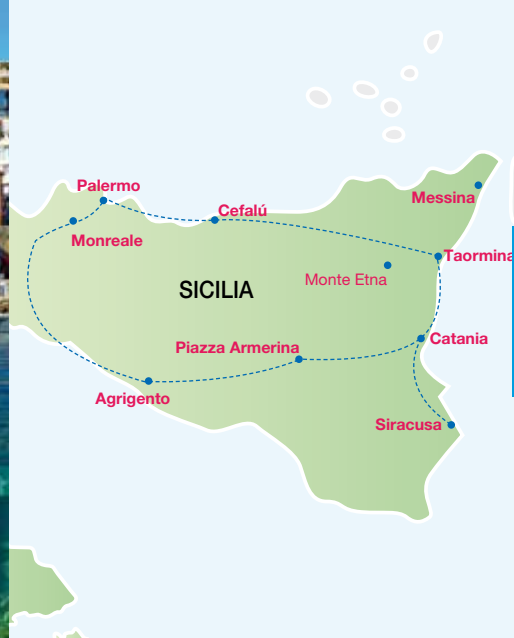 Palermo
Messina
Cefalú
Monreale
Taormina
Monte Etna
SICILIA
Catania
Piazza Armerina
Agrigento
Siracusa